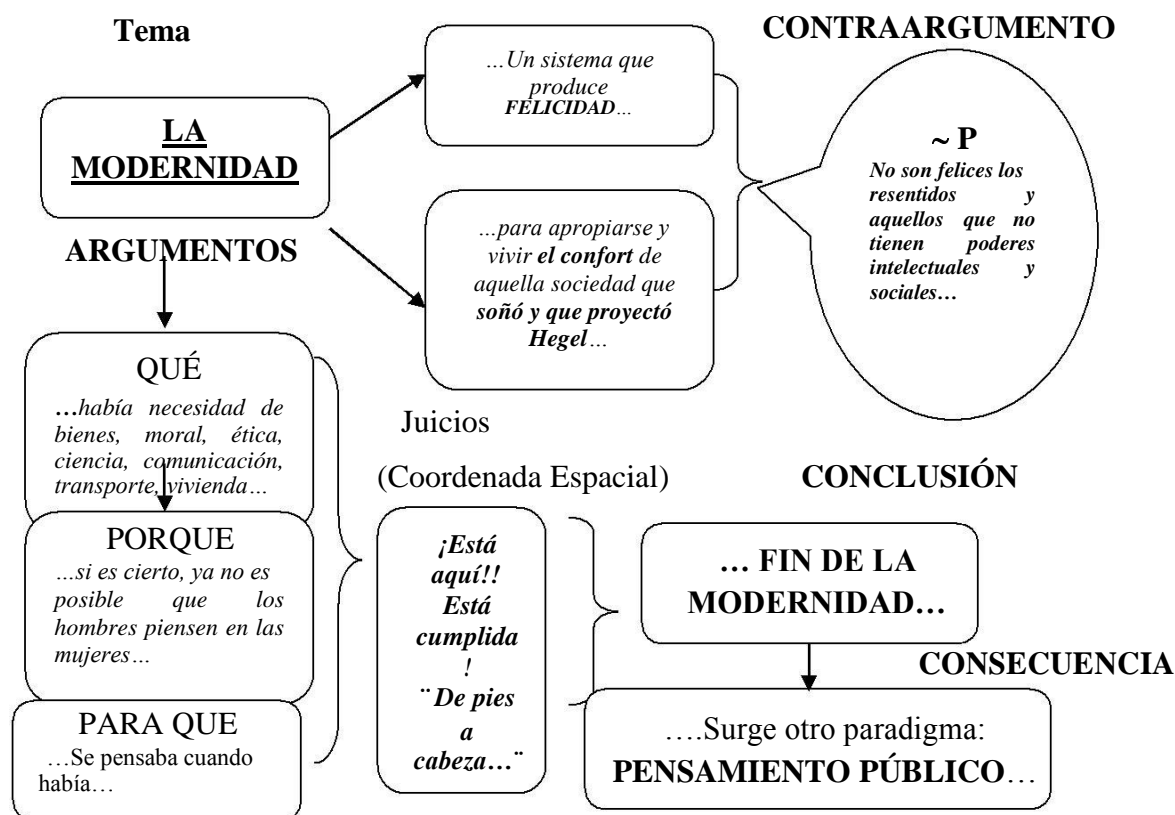 Tema
LA
MODERNIDAD
…Un sistema que
produce
FELICIDAD…
…para apropiarse y
vivir el confort de
aquella sociedad que
soñó y que proyectó
Hegel…
CONTRAARGUMENTO
~ P
No son felices los
resentidos y
aquellos que no
tienen poderes
intelectuales y
sociales…
ARGUMENTOS
QUÉ
…había necesidad de
bienes, moral, ética,
ciencia, comunicación,
transporte, vivienda…
PORQUE
…si es cierto, ya no es
posible que los
hombres piensen en las
mujeres…
PARA QUE
…Se pensaba cuando
había…
Juicios
(Coordenada Espacial)
¡Está
aquí!!
Está
cumplida
!
¨ De pies
a
cabeza…¨
CONCLUSIÓN
… FIN DE LA
MODERNIDAD…
CONSECUENCIA
….Surge otro paradigma:
PENSAMIENTO PÚBLICO…